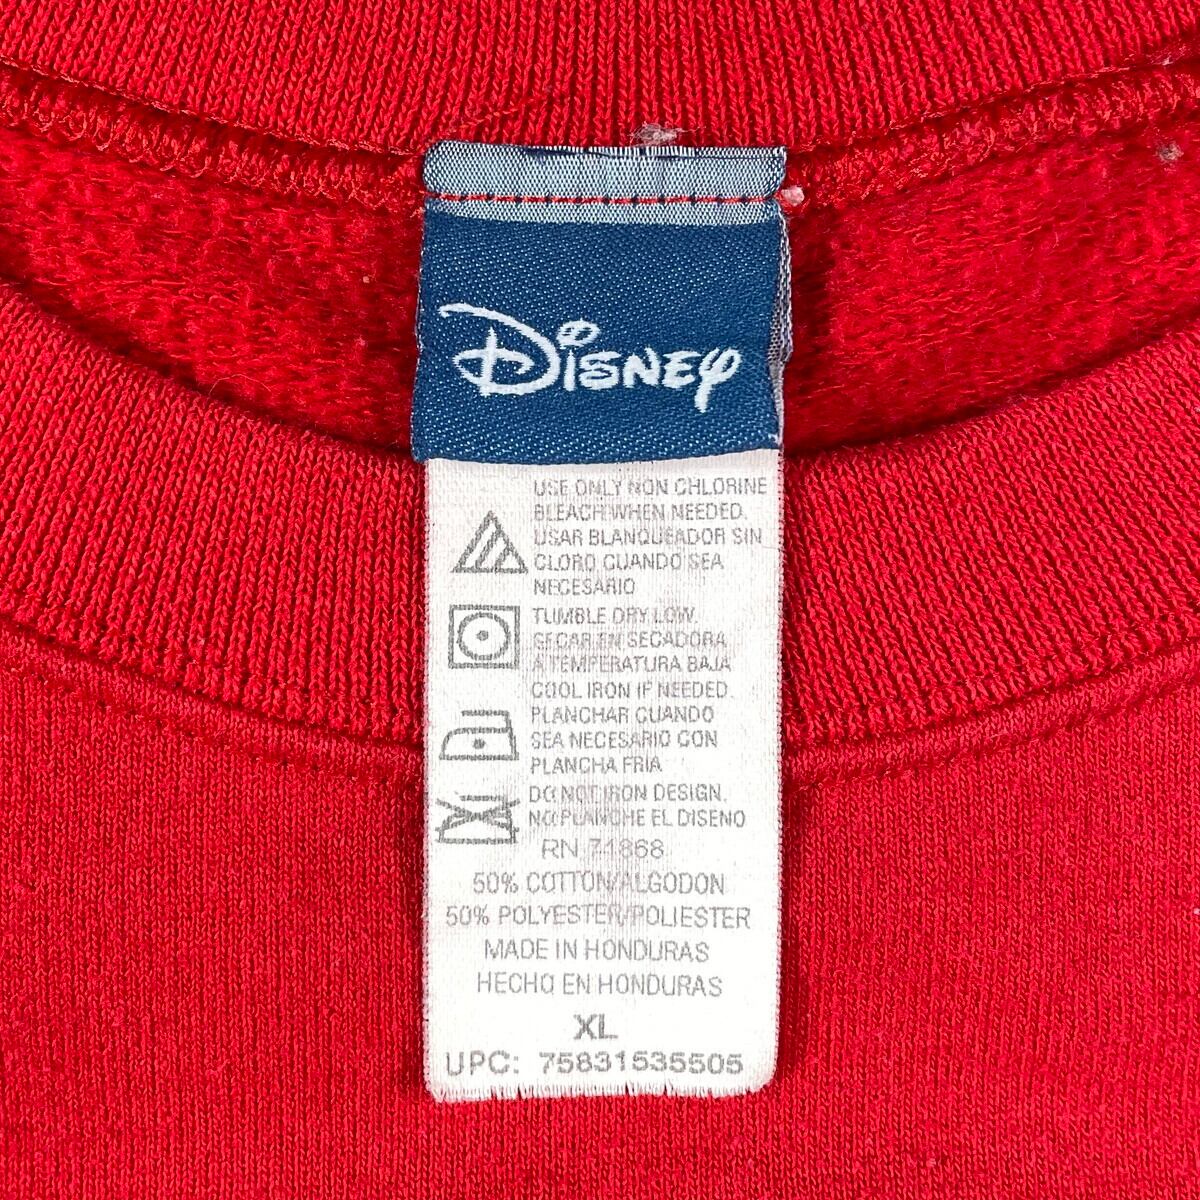 Disney
USE ONLY NON CHLORINE
BLEACH WHEN NEEDED.
USAR BLANQUEADOR SIN
CLORO CUANDO SEA
NECESARIO
TUMBLE DRY LOW.
SECAR EN SECADORA
A TEMPERATURA BAJA
COOL IRON IF NEEDED.
PLANCHAR CUANDO
SEA NECESARIO CON
PLANCHA FRIA
DO NOT IRON DESIGN.
NO PLANCHE EL DISENO
RN 71868
50% COTTON/ALGODON
50% POLYESTER/POLIESTER
MADE IN HONDURAS
HECHO EN HONDURAS
XL
UPC: 75831535505